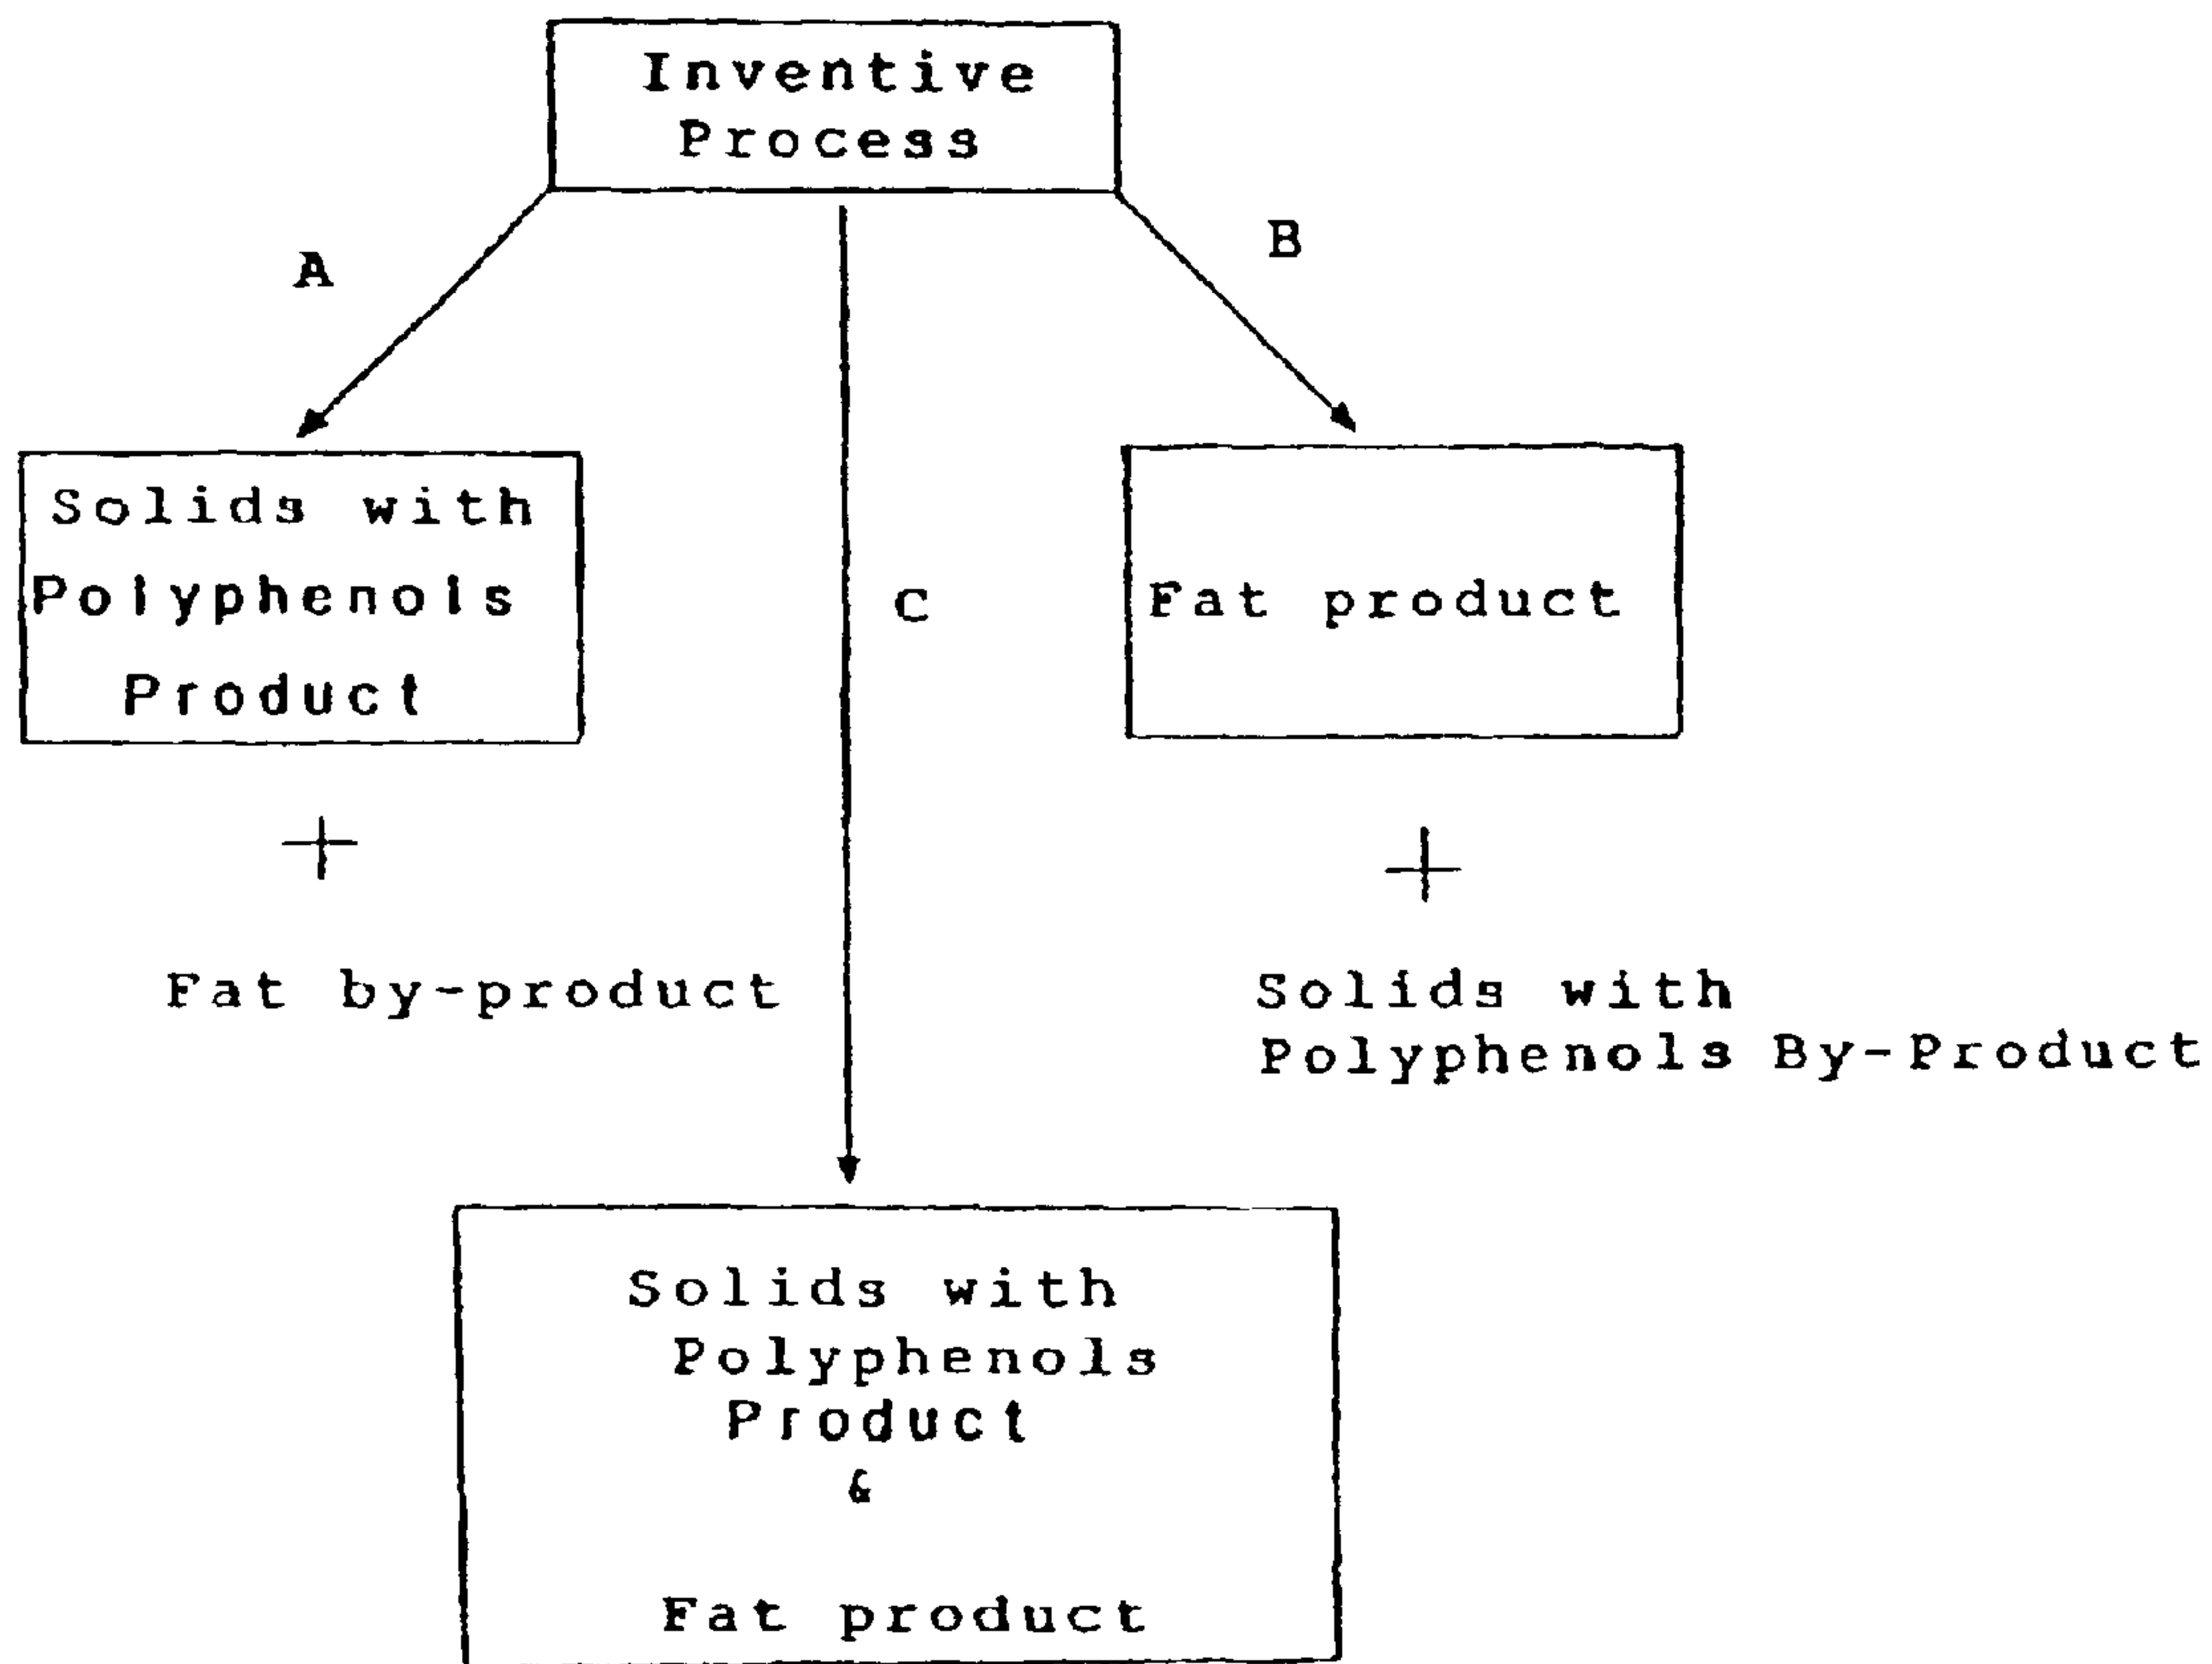 Inventive
Process
A
B
Solids with
Polyphenols
Product
C
Fat product
+
+
Fat by-product
Solids with
Polyphenols By-Product
Solids with
Polyphenols
Product
&
Fat product